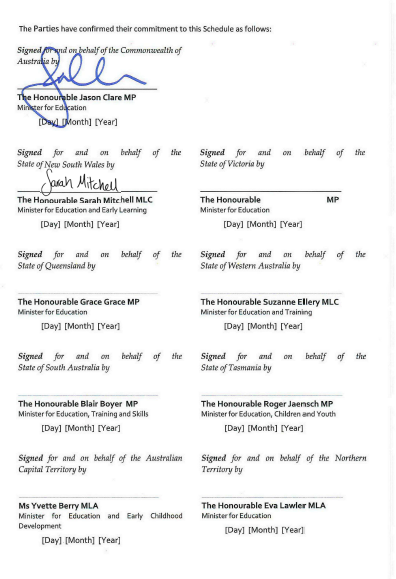 The Parties have confirmed their commitment to this Schedule as follows:
Signed for and on behalf of the Commonwealth of
Australia by
The Honourable Jason Clare MP
Minister for Education
[Day] [Month] [Year]
Signed for and on behalf of the
State of New South Wales by
Sarah Mitchell
The Honourable Sarah Mitchell MLC
Minister for Education and Early Learning
[Day] [Month] [Year]
Signed for and on behalf of the
State of Victoria by
The Honourable MP
Minister for Education
[Day] [Month] [Year]
Signed for and on behalf of the
State of Queensland by
The Honourable Grace Grace MP
Minister for Education
[Day] [Month] [Year]
Signed for and on behalf of the
State of Western Australia by
The Honourable Suzanne Ellery MLC
Minister for Education and Training
[Day] [Month] [Year]
Signed for and on behalf of the
State of South Australia by
The Honourable Blair Boyer MP
Minister for Education, Training and Skills
[Day] [Month] [Year]
Signed for and on behalf of the
State of Tasmania by
The Honourable Roger Jaensch MP
Minister for Education, Children and Youth
[Day] [Month] [Year]
Signed for and on behalf of the Australian
Capital Territory by
Ms Yvette Berry MLA
Minister for Education and Early Childhood
Development
[Day] [Month] [Year]
Signed for and on behalf of the Northern
Territory by
The Honourable Eva Lawler MLA
Minister for Education
[Day] [Month] [Year]